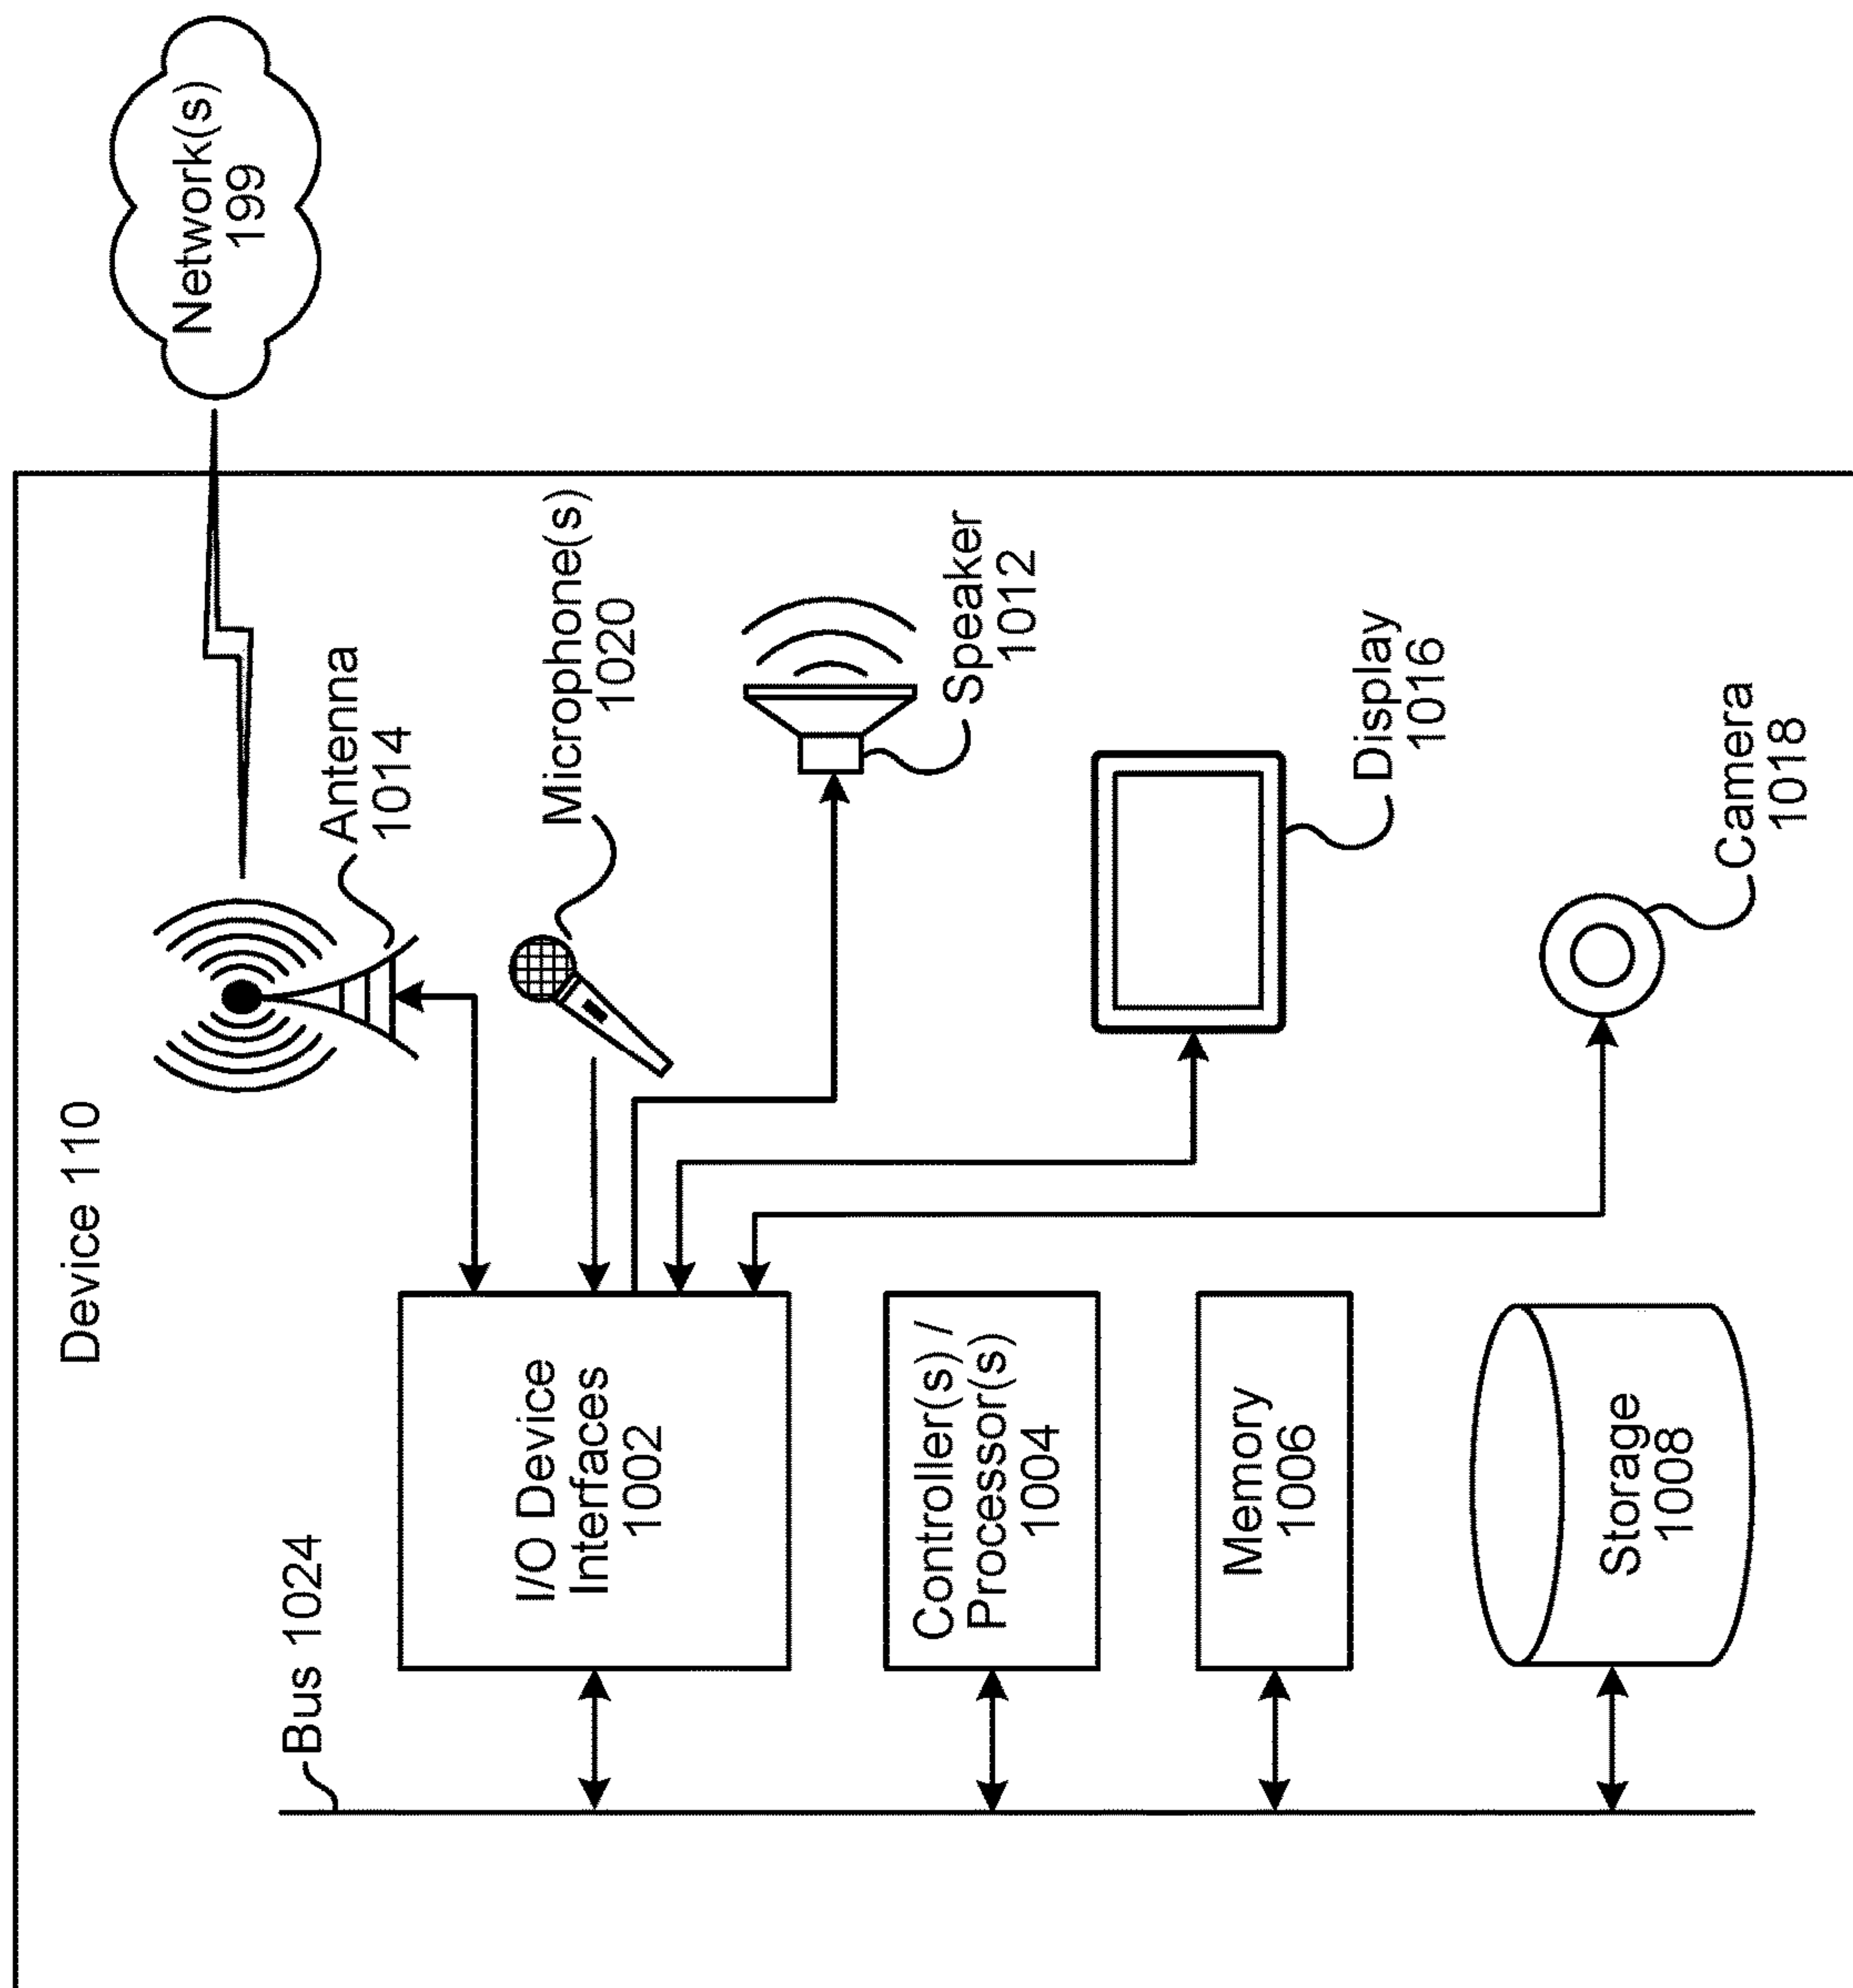 Device 110
Bus 1024
I/O Device
Interfaces
1002
Controller(s) /
Processor(s)
1004
Memory
1006
Storage
1008
Antenna
1014
Microphone(s)
1020
Speaker
1012
Display
1016
Camera
1018
Network(s)
199